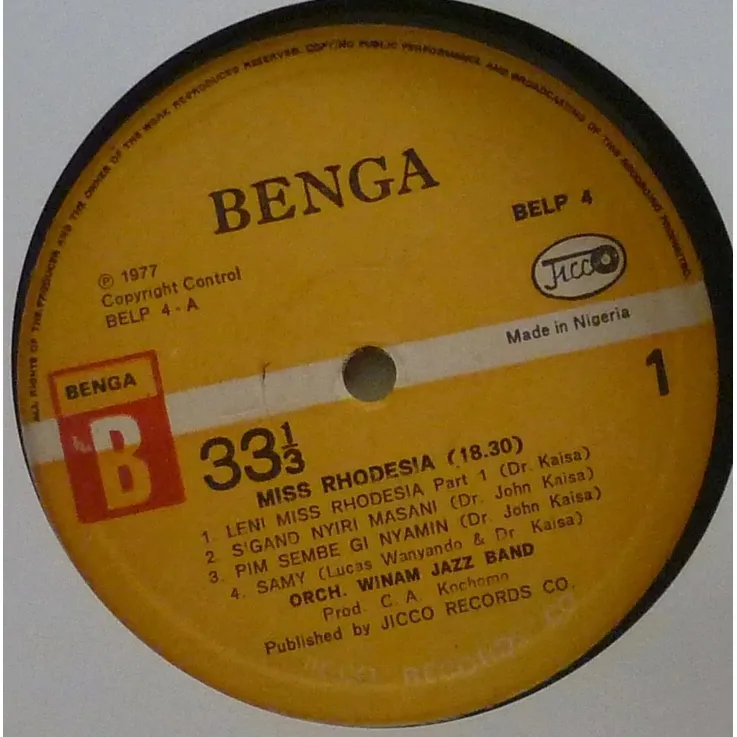 ALL RIGHTS OF THE PRODUCER AND THE OWNER OF THE WORK REPRODUCED RESERVED. COPYING PUBLIC PERFORMANCE AND BROADCASTING OF THIS RECORDING PROHIBITED.
BENGA
BELP 4
℗ 1977
Copyright Control
BELP 4-A
JICCO
Made in Nigeria
BENGA
B
33⅓
1
MISS RHODESIA (18.30)
1. LENI MISS RHODESIA Part 1 (Dr. Kaisa)
2. S'GAND NYIRI MASANI (Dr. John Kaisa)
3. PIM SEMBE GI NYAMIN (Dr. John Kaisa)
4. SAMY (Lucas Wanyando & Dr Kaisa)
ORCH. WINAM JAZZ BAND
Prod. C. A. Kochomo
Published by JICCO RECORDS CO.